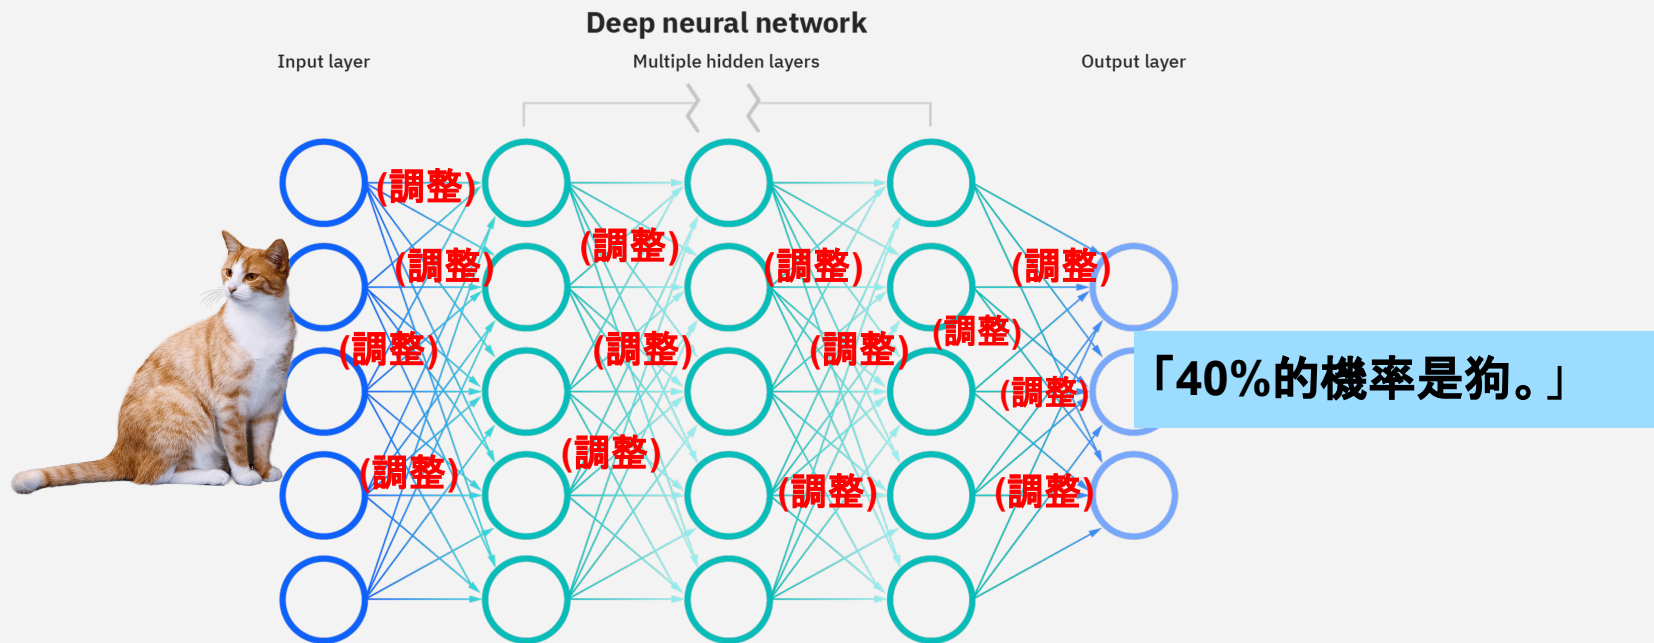 Deep neural network
Input layer
Multiple hidden layers
Output layer
(調整)
(調整)
(調整)
(調整)
(調整)
(調整)
(調整)
(調整)
(調整)
(調整)
(調整)
「40%的機率是狗。」
(調整)
(調整)
(調整)
(調整)